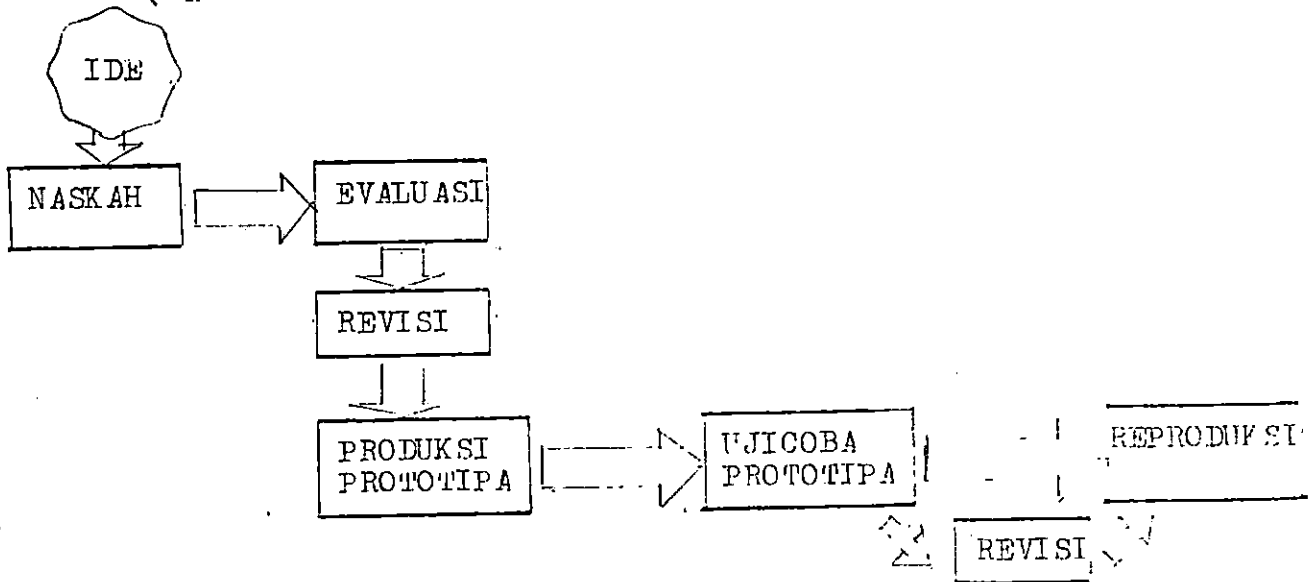 IDE
NASKAH
EVALUASI
REVISI
PRODUKSI
PROTOTIPA
UJICOBA
PROTOTIPA
REPRODUKSI
REVISI